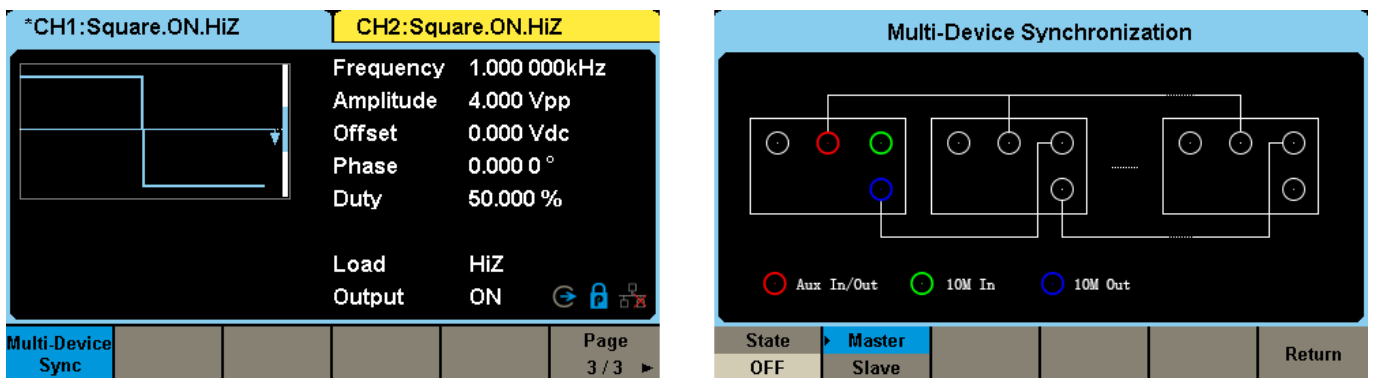 *CH1:Square.ON.HiZ
CH2:Square.ON.HiZ
Frequency 1.000 000kHz
Amplitude 4.000 Vpp
Offset 0.000 Vdc
Phase 0.000 0 °
Duty 50.000 %
Load HiZ
Output ON
P
Multi-Device
Sync
Page
3 / 3
Multi-Device Synchronization
Aux In/Out 10M In 10M Out
State
OFF
Master
Slave
Return